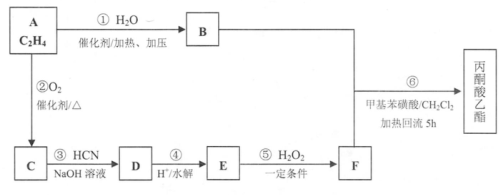 A
C₂H₄
① H₂O
催化剂/加热、加压
B
②O₂
催化剂/△
⑥
甲基苯磺酸/CH₂Cl₂
加热回流 5h
丙酮酸乙酯
C
③ HCN
NaOH 溶液
D
④
H⁺/水解
E
⑤ H₂O₂
一定条件
F